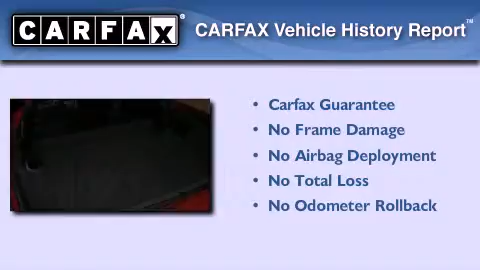 CARFAX®
CARFAX Vehicle History Report™
• Carfax Guarantee
• No Frame Damage
• No Airbag Deployment
• No Total Loss
• No Odometer Rollback